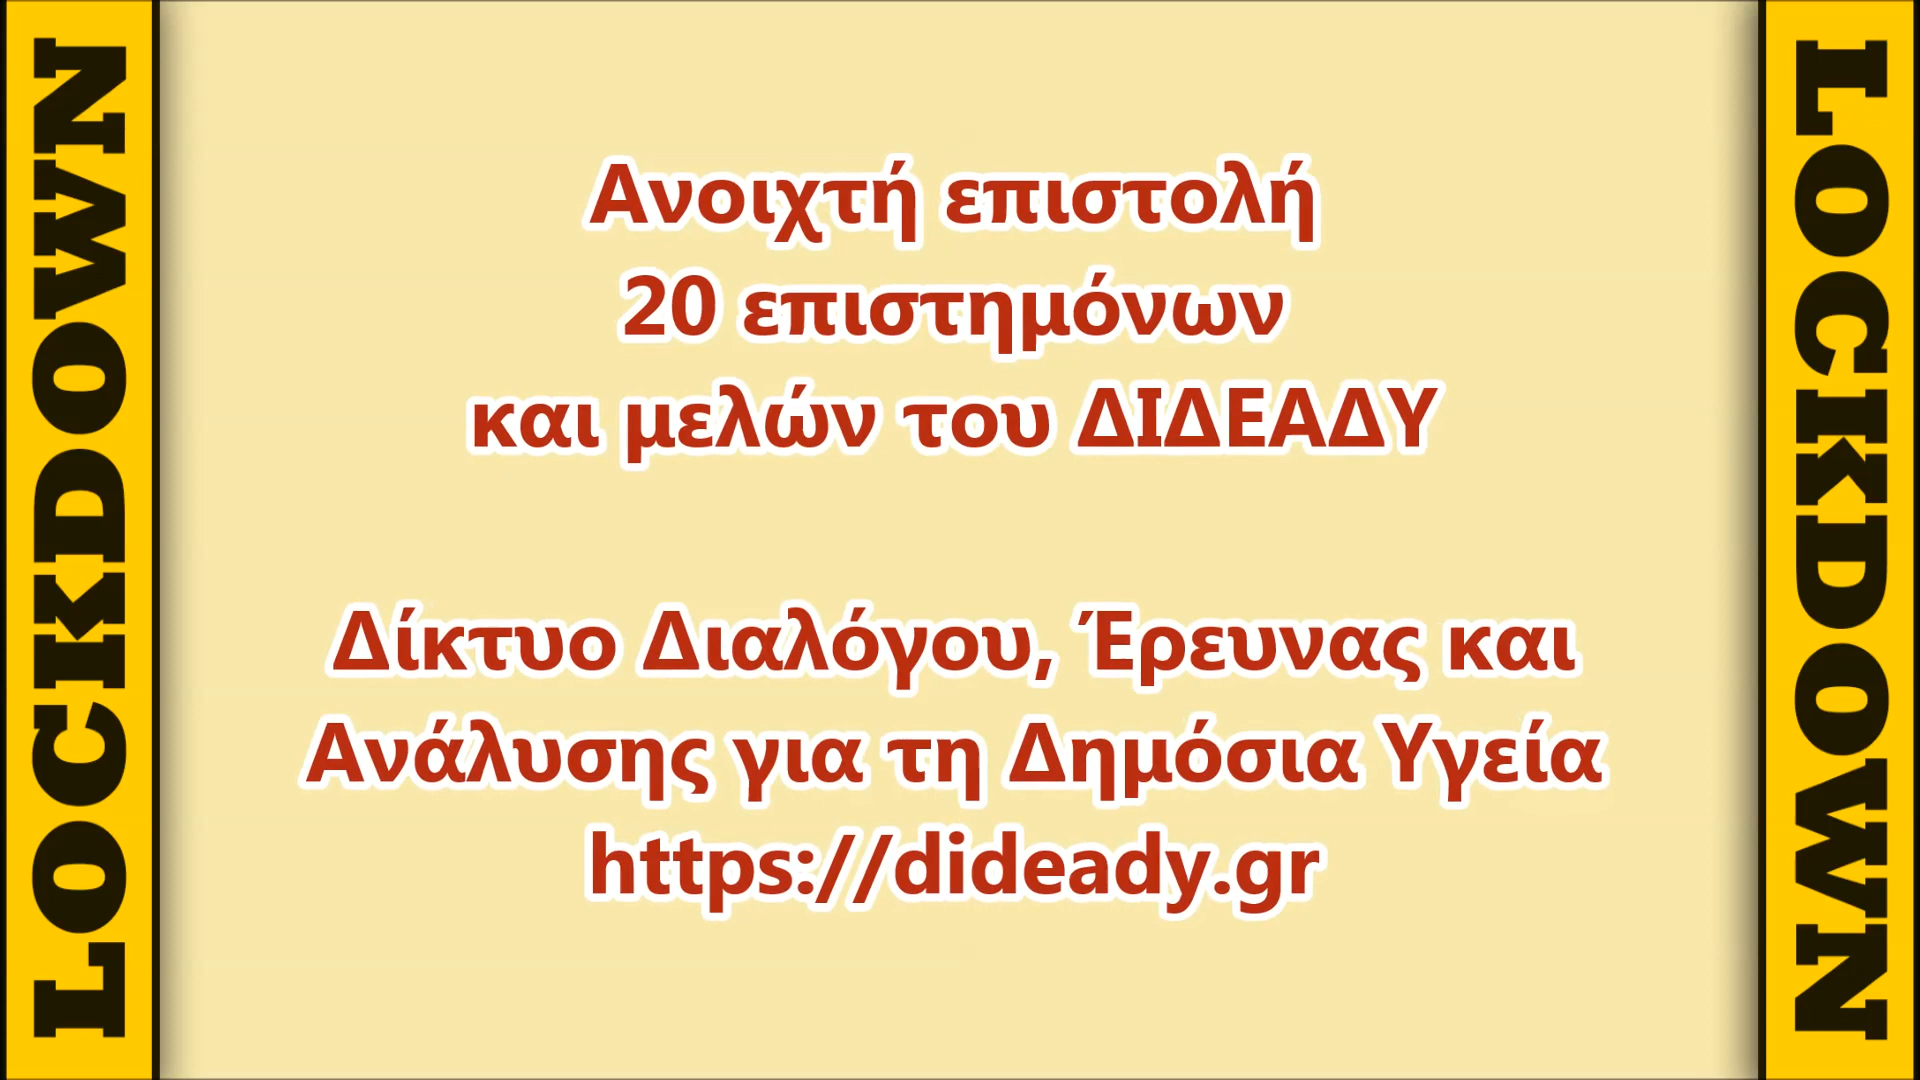 LOCKDOWN
Ανοιχτή επιστολή
20 επιστημόνων
και μελών του ΔΙΔΕΑΔΥ
Δίκτυο Διαλόγου, Έρευνας και
Ανάλυσης για τη Δημόσια Υγεία
https://dideady.gr
LOCKDOWN